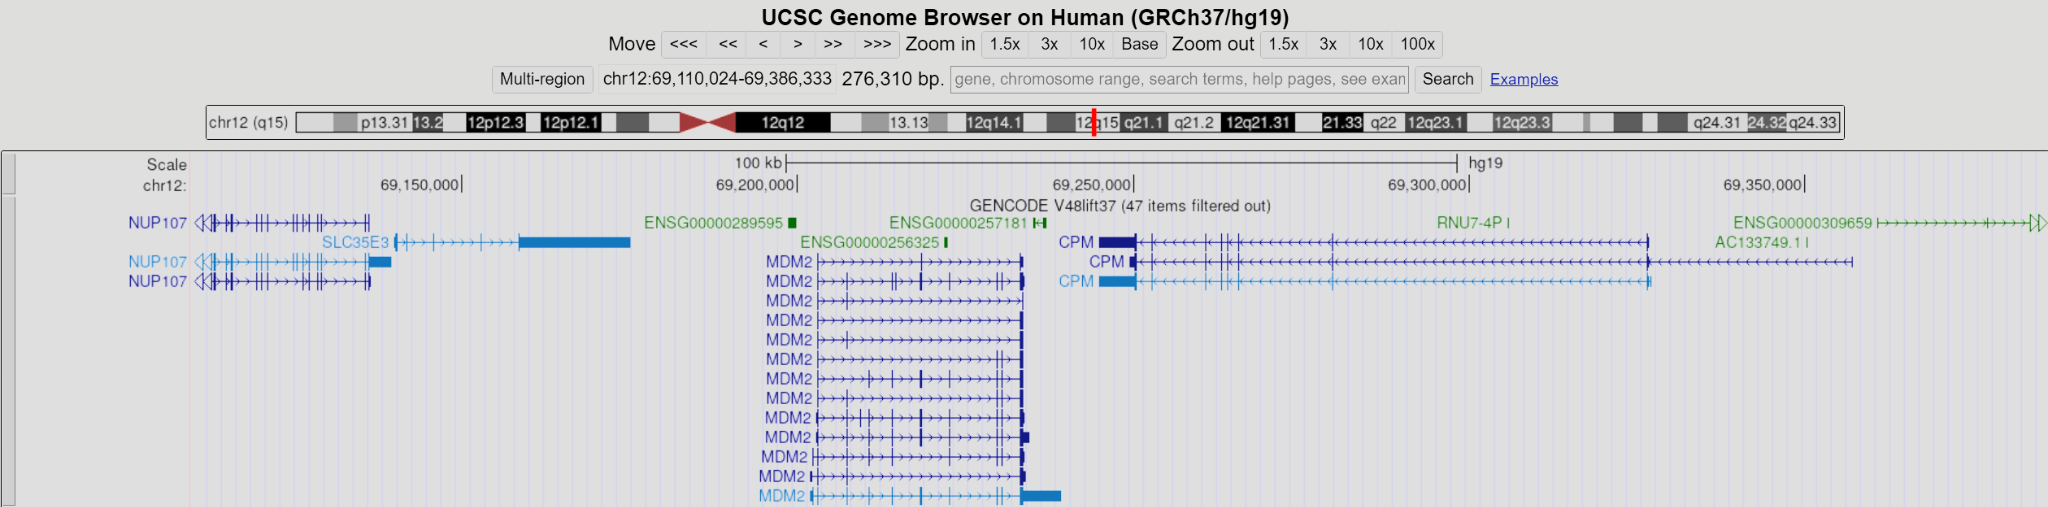 UCSC Genome Browser on Human (GRCh37/hg19)
Move <<< << < > >> >>> Zoom in 1.5x 3x 10x Base Zoom out 1.5x 3x 10x 100x
Multi-region chr12:69,110,024-69,386,333 276,310 bp. gene, chromosome range, search terms, help pages, see exan Search Examples
chr12 (q15) p13.31 13.2 12p12.3 12p12.1 12q12 13.13 12q14.1 12q15 q21.1 q21.2 12q21.31 21.33 q22 12q23.1 12q23.3 q24.31 24.32 q24.33
Scale 100 kb hg19
chr12: 69,150,000 69,200,000 69,250,000 69,300,000 69,350,000
GENCODE V48lift37 (47 items filtered out)
NUP107 ENSG00000289595 ENSG00000257181 RNU7-4P ENSG00000309659
SLC35E3 ENSG00000256325 CPM AC133749.1
NUP107 MDM2 CPM
NUP107 MDM2 CPM
MDM2
MDM2
MDM2
MDM2
MDM2
MDM2
MDM2
MDM2
MDM2
MDM2
MDM2